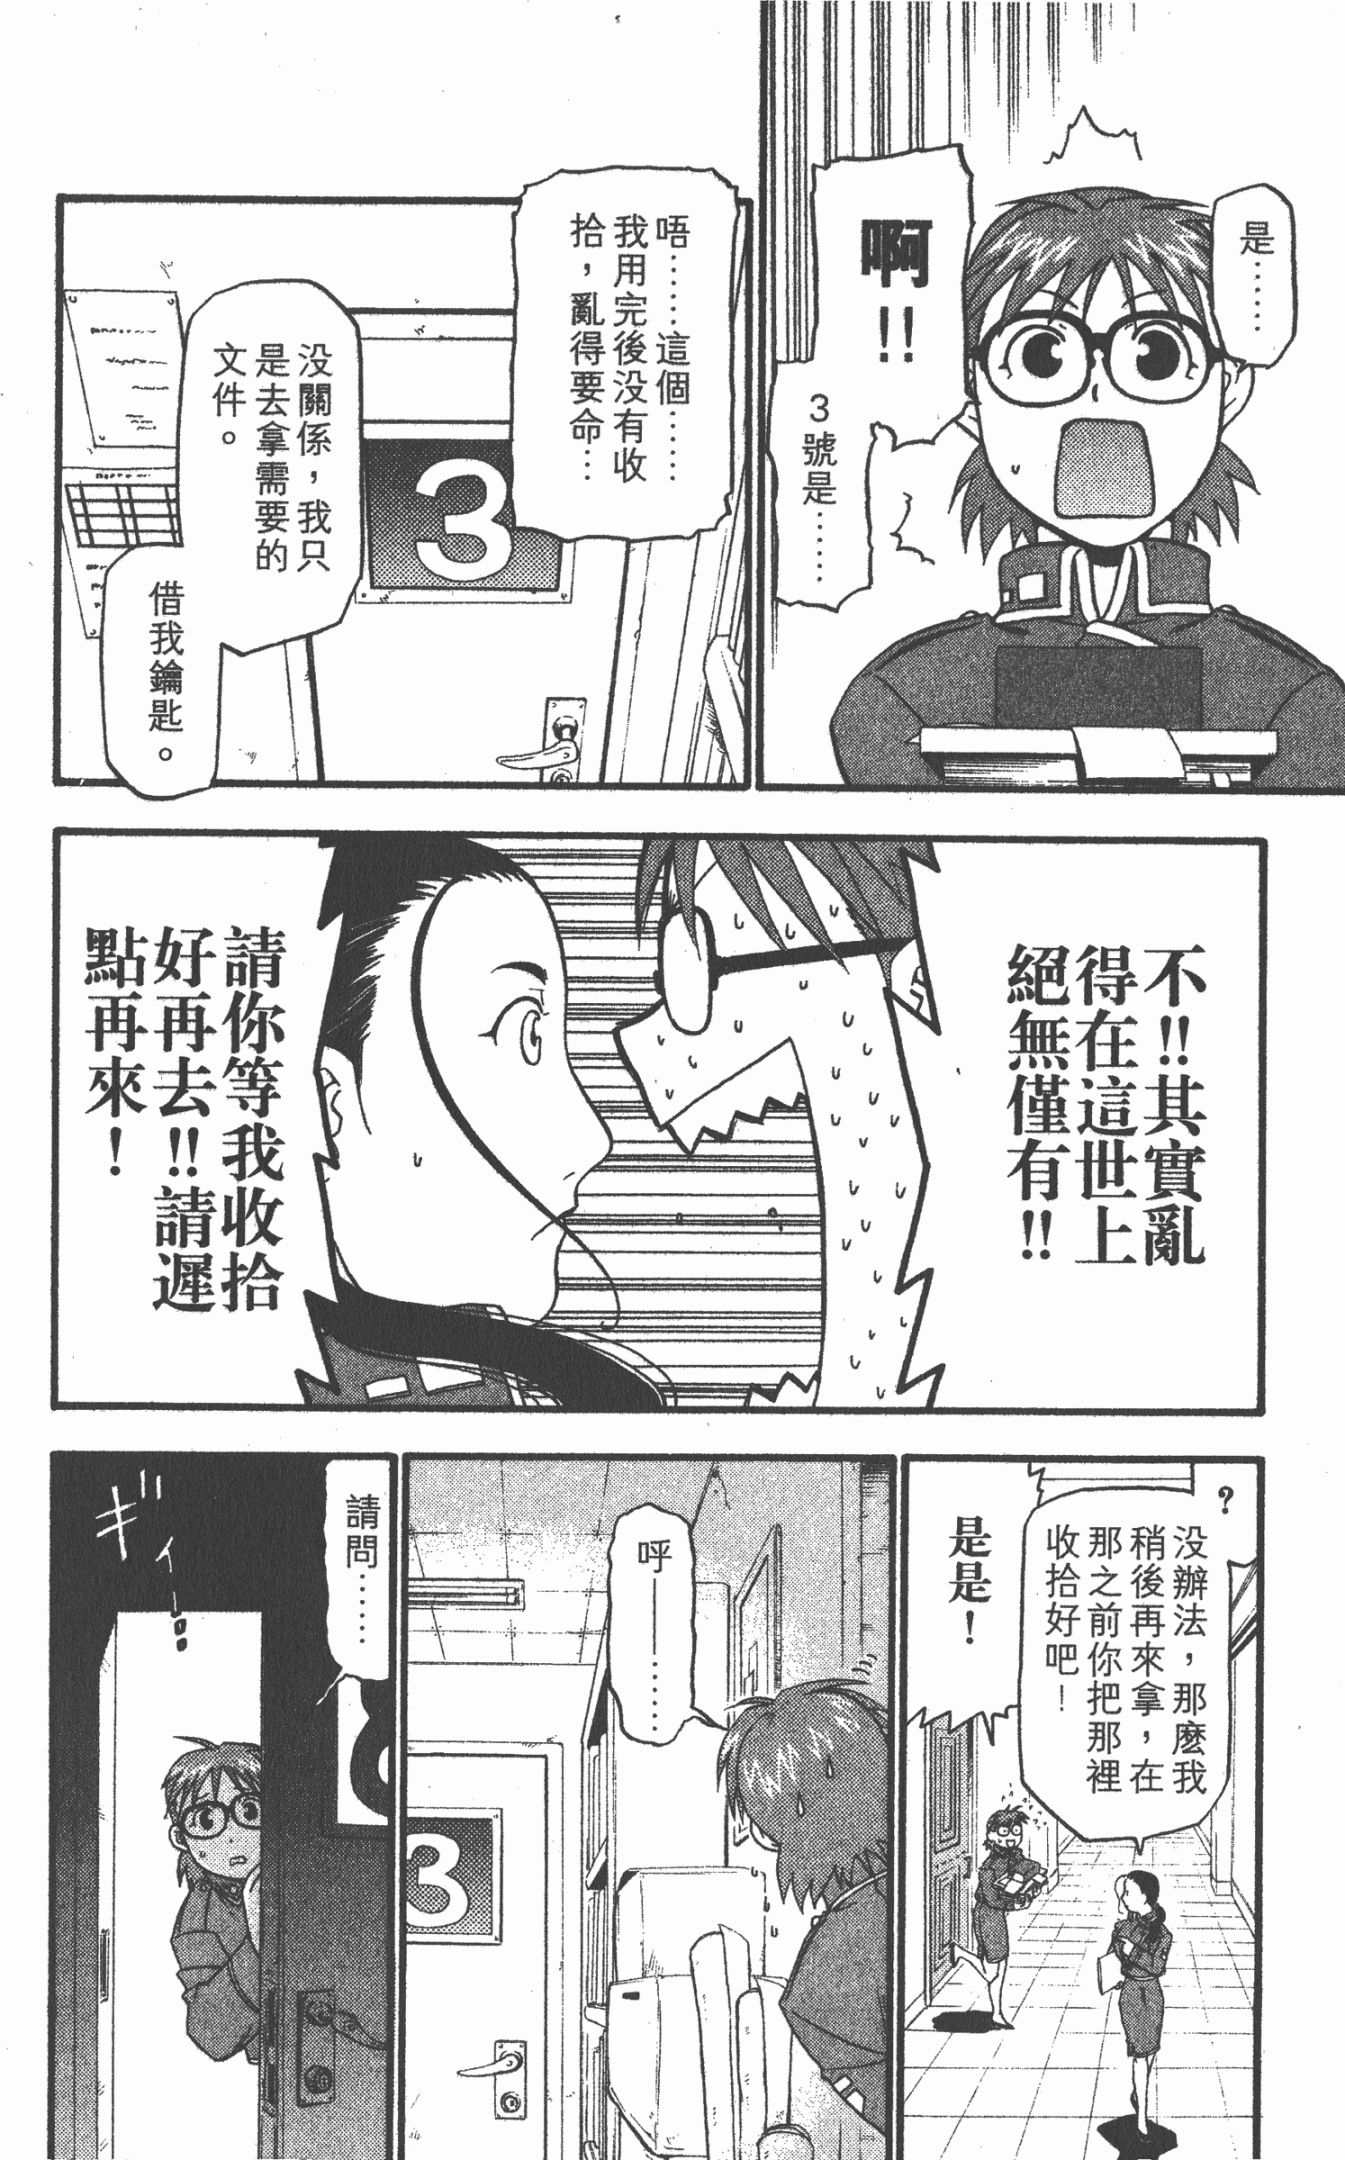 是……
啊!!
3號是……
唔……這個……
我用完後没有收
拾，亂得要命…
没關係，我只
是去拿需要的
文件。
借我鑰匙。
3
不!!其實亂
得在這世上
絕無僅有!!
請你等我收拾
好再去!!請遲
點再來！
?
没辦法，那麽我
稍後再來拿，在
那之前你把那裡
收拾好吧！
是是！
呼——……
3
請問……
ギィ…